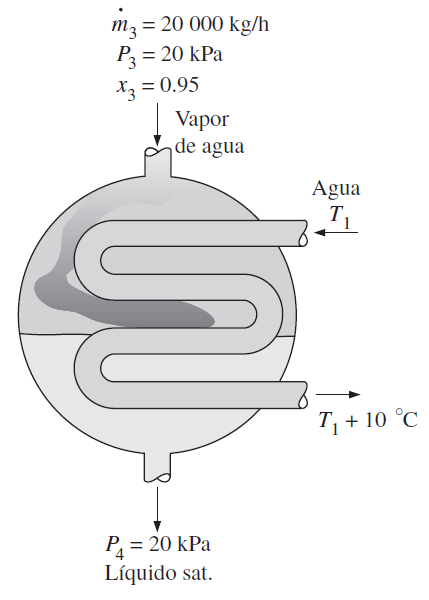 ṁ₃ = 20 000 kg/h
P₃ = 20 kPa
x₃ = 0.95
Vapor
de agua
Agua
T₁
T₁ + 10 °C
P₄ = 20 kPa
Líquido sat.